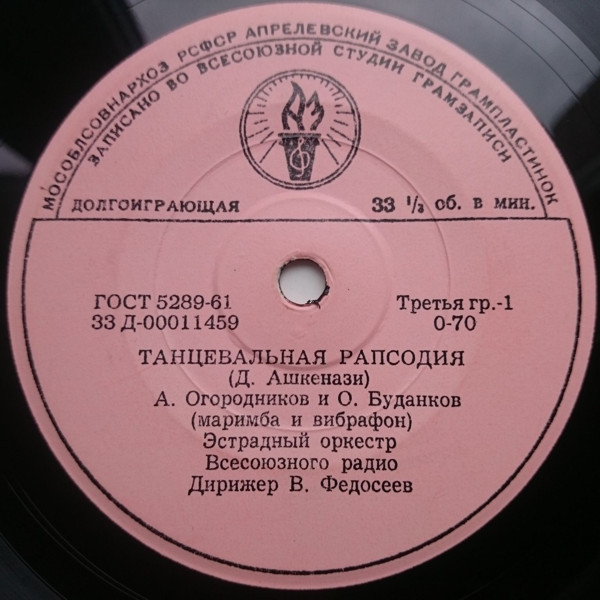 МОСОБЛСОВНАРХОЗ РСФСР АПРЕЛЕВСКИЙ ЗАВОД ГРАМПЛАСТИНОК
ЗАПИСАНО ВО ВСЕСОЮЗНОЙ СТУДИИ ГРАМЗАПИСИ
ДОЛГОИГРАЮЩАЯ 33 1/3 об. в мин.
ГОСТ 5289-61 Третья гр.-1
33 Д-00011459 0-70
ТАНЦЕВАЛЬНАЯ РАПСОДИЯ
(Д. Ашкенази)
А. Огородников и О. Буданков
(маримба и вибрафон)
Эстрадный оркестр
Всесоюзного радио
Дирижер В. Федосеев